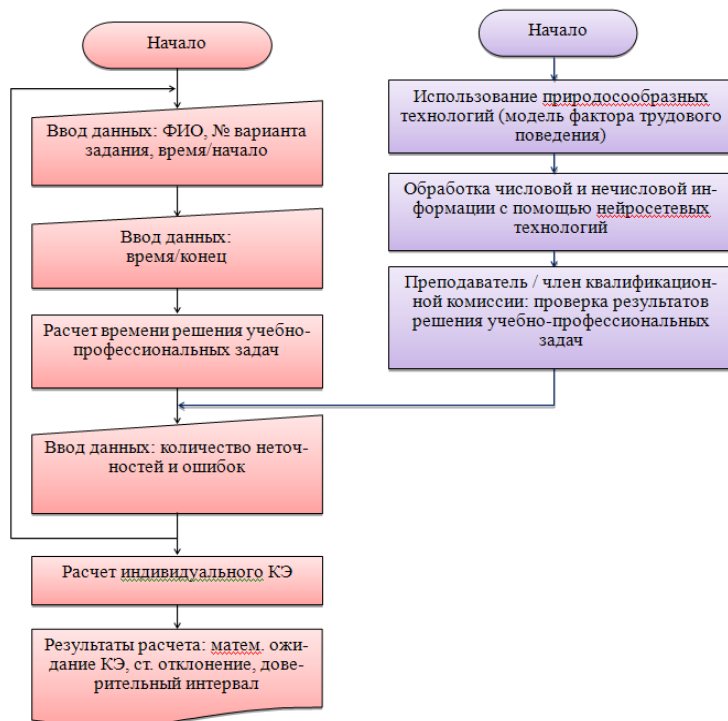 Начало
Ввод данных: ФИО, № варианта
задания, время/начало
Ввод данных:
время/конец
Расчет времени решения учебно-
профессиональных задач
Ввод данных: количество неточ-
ностей и ошибок
Расчет индивидуального КЭ
Результаты расчета: матем. ожи-
дание КЭ, ст. отклонение, дове-
рительный интервал
Начало
Использование природосообразных
технологий (модель фактора трудового
поведения)
Обработка числовой и нечисловой ин-
формации с помощью нейросетевых
технологий
Преподаватель / член квалификацион-
ной комиссии: проверка результатов
решения учебно-профессиональных
задач